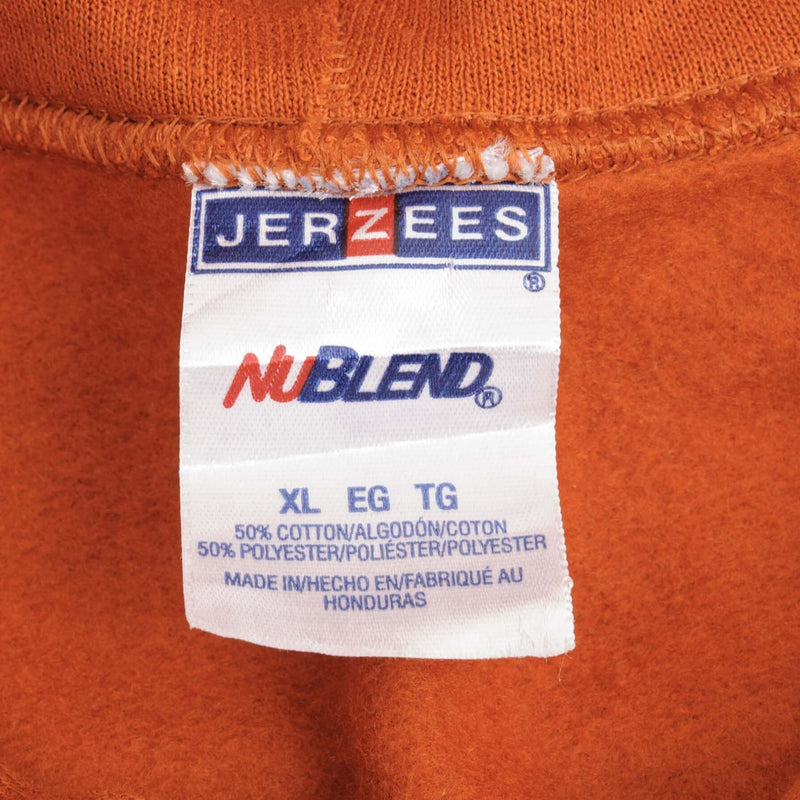 JERZEES
®
NUBLEND®
XL EG TG
50% COTTON/ALGODÓN/COTON
50% POLYESTER/POLIÉSTER/POLYESTER
MADE IN/HECHO EN/FABRIQUÉ AU
HONDURAS